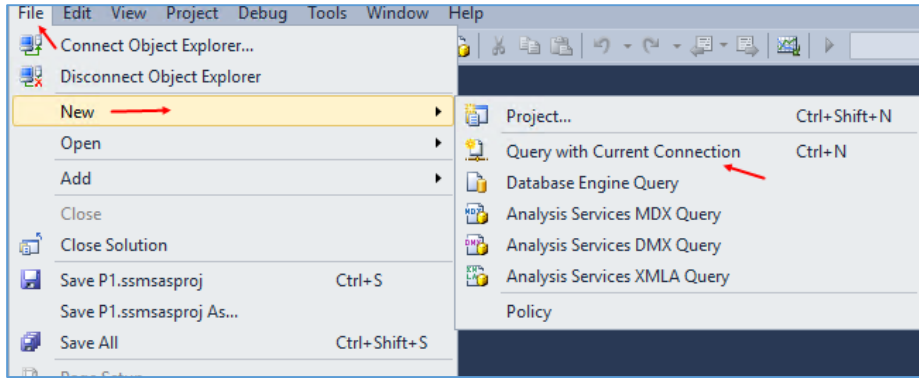 File Edit View Project Debug Tools Window Help
Connect Object Explorer...
Disconnect Object Explorer
New
Open
Add
Close
Close Solution
Save P1.ssmsasproj Ctrl+S
Save P1.ssmsasproj As...
Save All Ctrl+Shift+S
Project... Ctrl+Shift+N
Query with Current Connection Ctrl+N
Database Engine Query
Analysis Services MDX Query
Analysis Services DMX Query
Analysis Services XMLA Query
Policy